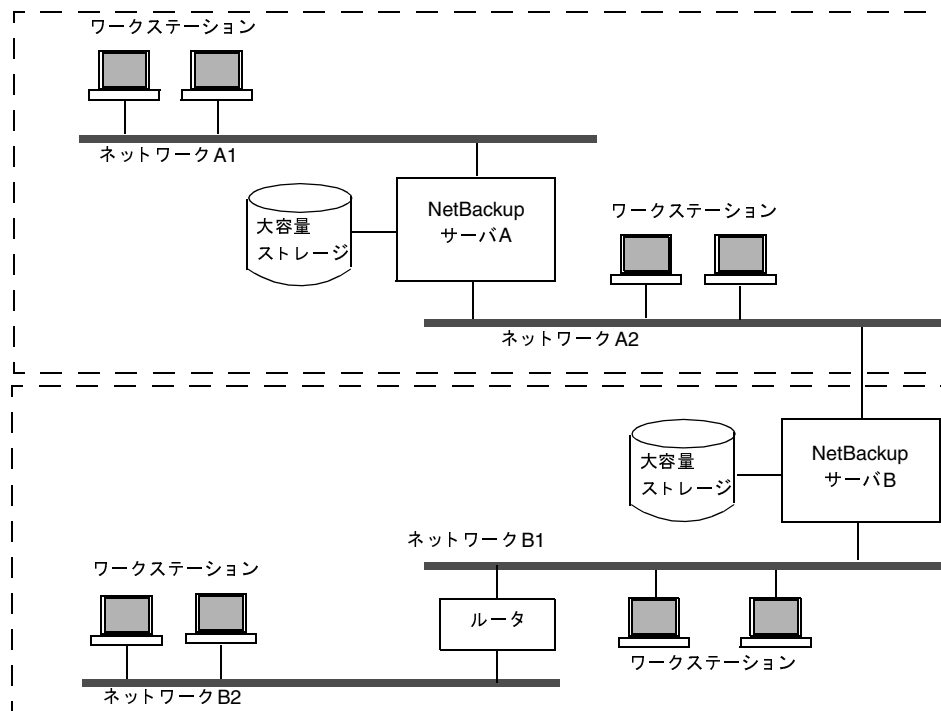 ワークステーション
ネットワークA1
NetBackup
サーバA
大容量
ストレージ
ワークステーション
ネットワークA2
NetBackup
サーバB
大容量
ストレージ
ネットワークB1
ワークステーション
ルータ
ワークステーション
ネットワークB2